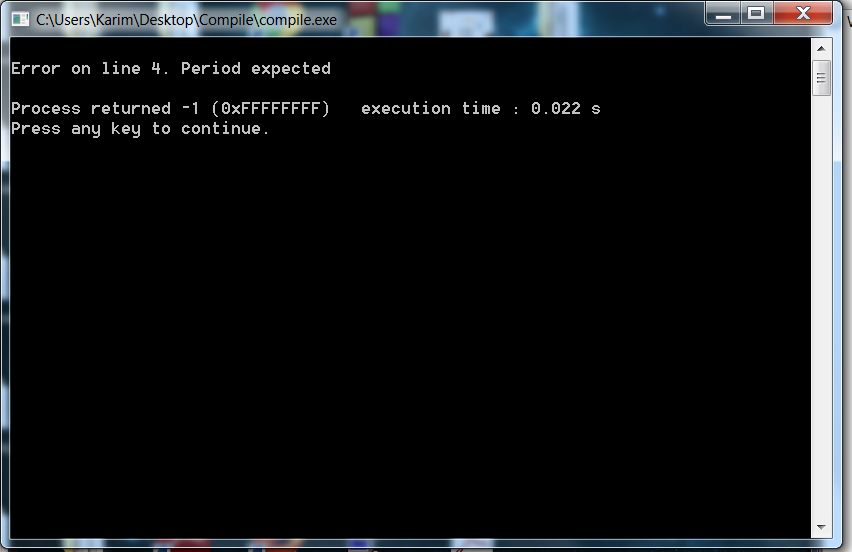 C:\Users\Karim\Desktop\Compile\compile.exe
Error on line 4. Period expected
Process returned -1 (0xFFFFFFFF)   execution time : 0.022 s
Press any key to continue.